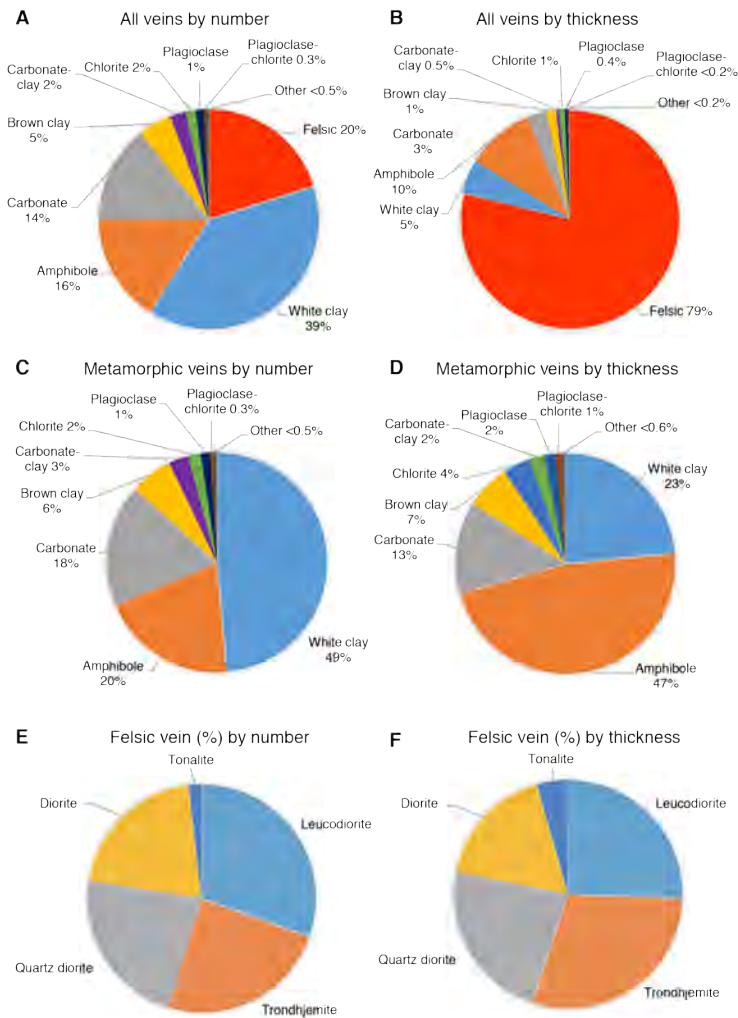 A All veins by number
Plagioclase
1%
Plagioclase-
chlorite 0.3%
Chlorite 2%
Carbonate-
clay 2%
Other <0.5%
Brown clay
5%
Felsic 20%
Carbonate
14%
Amphibole
16%
White clay
39%
B All veins by thickness
Carbonate-
clay 0.5%
Chlorite 1%
Plagioclase
0.4%
Plagioclase-
chlorite <0.2%
Brown clay
1%
Other <0.2%
Carbonate
3%
Amphibole
10%
White clay
5%
Felsic 79%
C Metamorphic veins by number
Plagioclase
1%
Plagioclase-
chlorite 0.3%
Chlorite 2%
Other <0.5%
Carbonate-
clay 3%
Brown clay
6%
Carbonate
18%
White clay
49%
Amphibole
20%
D Metamorphic veins by thickness
Plagioclase-
chlorite 1%
Plagioclase
2%
Carbonate-
clay 2%
Other <0.6%
Chlorite 4%
White clay
23%
Brown clay
7%
Carbonate
13%
Amphibole
47%
E Felsic vein (%) by number
Tonalite
Diorite
Leucodiorite
Quartz diorite
Trondhjemite
F Felsic vein (%) by thickness
Tonalite
Diorite
Leucodiorite
Quartz diorite
Trondhjemite